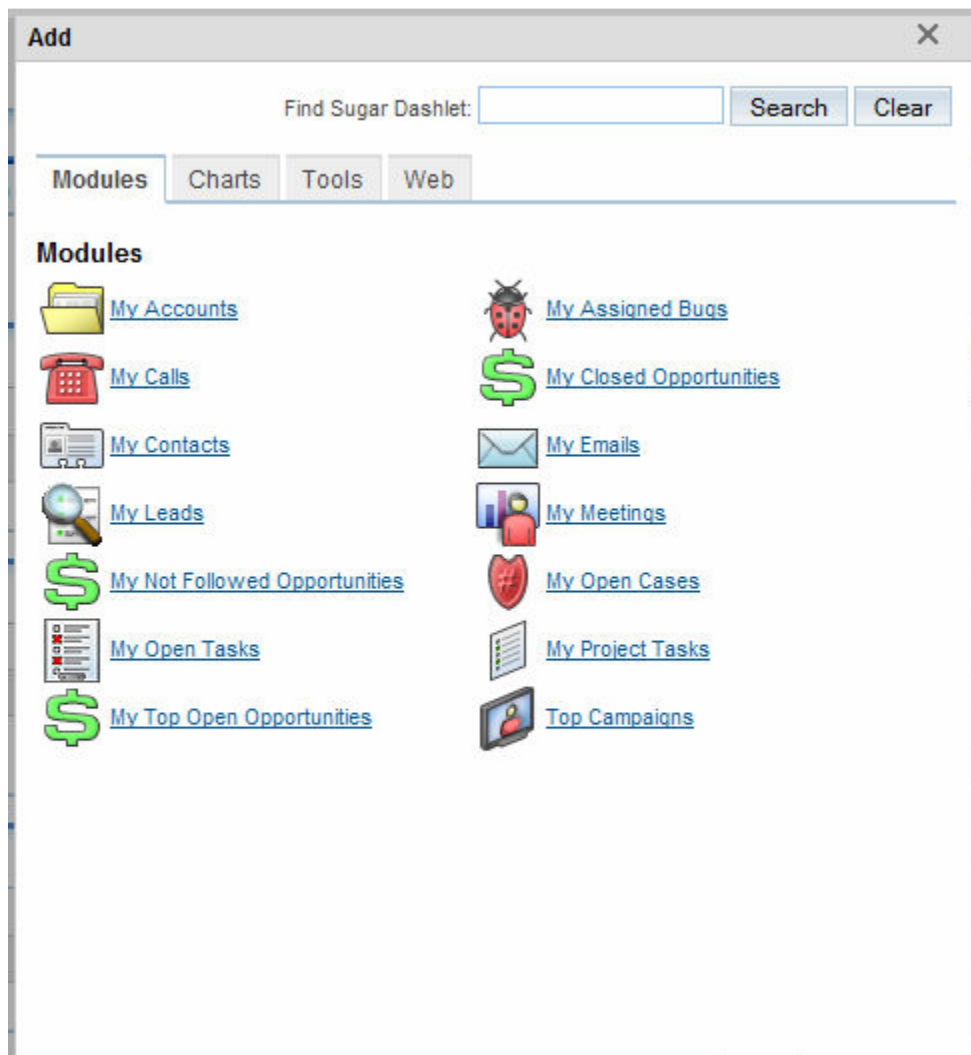 Add
Find Sugar Dashlet: Search Clear
Modules Charts Tools Web
Modules
My Accounts My Assigned Bugs
My Calls My Closed Opportunities
My Contacts My Emails
My Leads My Meetings
My Not Followed Opportunities My Open Cases
My Open Tasks My Project Tasks
My Top Open Opportunities Top Campaigns